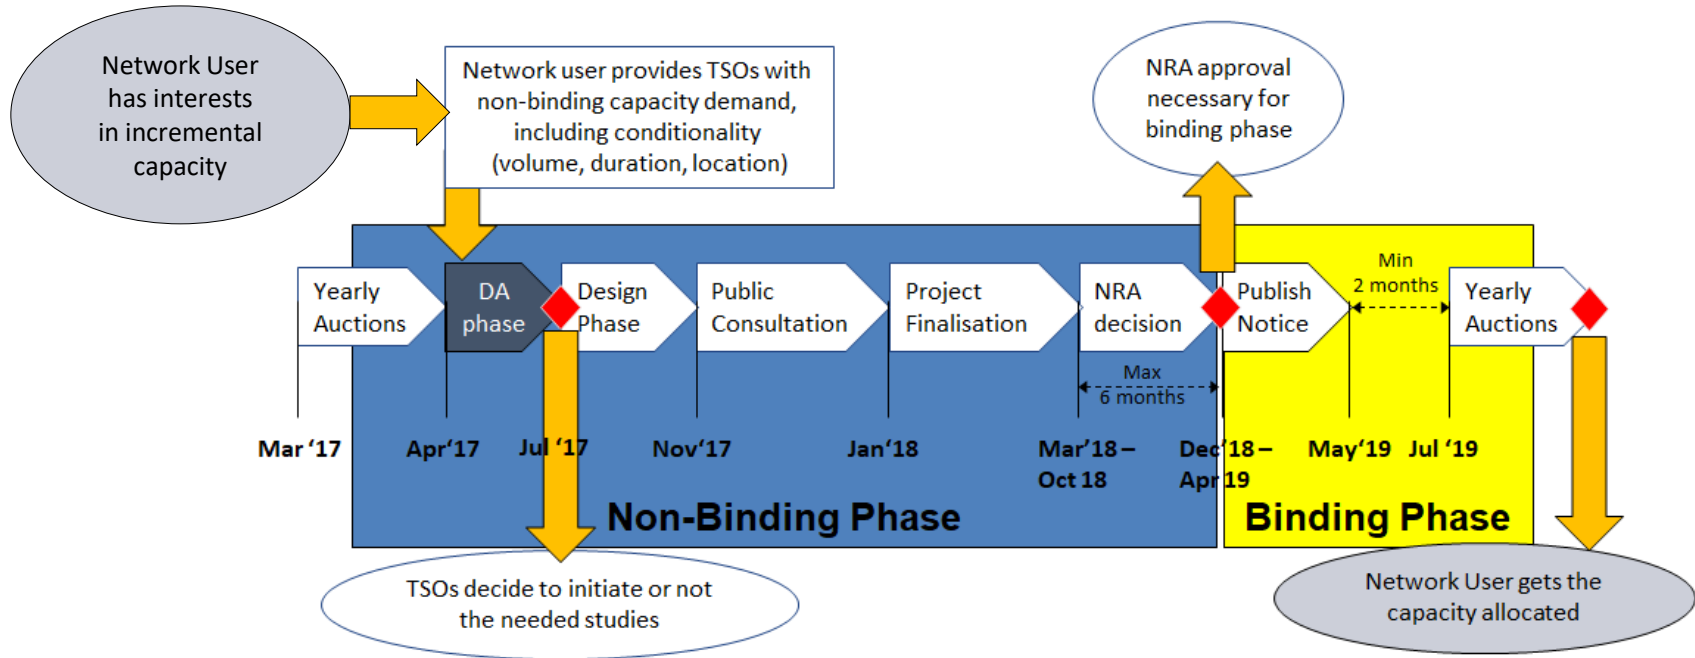 Network User
has interests
in incremental
capacity
Network user provides TSOs with
non-binding capacity demand,
including conditionality
(volume, duration, location)
NRA approval
necessary for
binding phase
Yearly
Auctions
DA
phase
Design
Phase
Public
Consultation
Project
Finalisation
NRA
decision
Publish
Notice
Min
2 months
Yearly
Auctions
Max
6 months
Mar ‘17
Apr‘17
Jul ‘17
Nov‘17
Jan‘18
Mar’18 –
Oct 18
Dec’18 –
Apr 19
May‘19
Jul ‘19
Non-Binding Phase
Binding Phase
TSOs decide to initiate or not
the needed studies
Network User gets the
capacity allocated